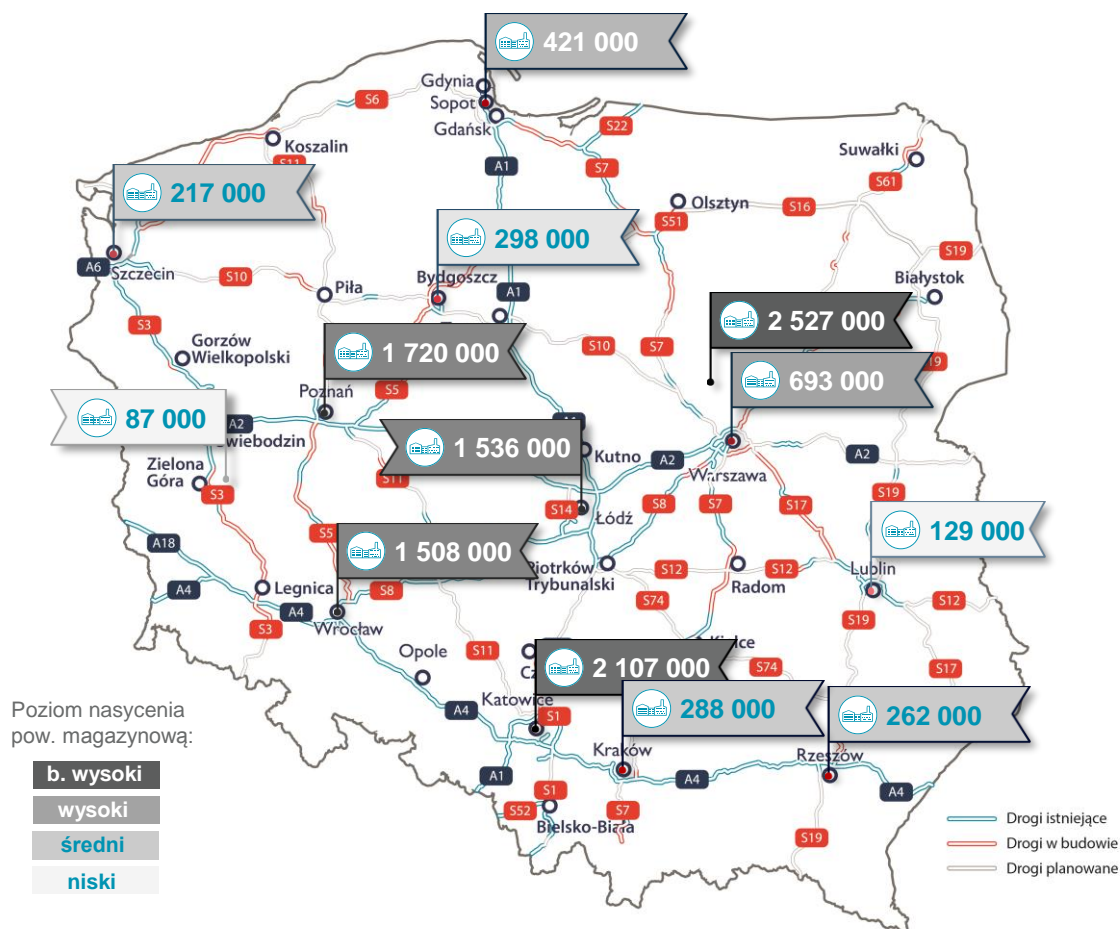 421 000
Gdynia
Sopot
Gdańsk
S6
S22
Koszalin
S11
A1
S7
Suwałki
S61
217 000
Olsztyn
S16
S51
298 000
S19
A6
Szczecin
S10
Bydgoszcz
Piła
A1
Białystok
2 527 000
S3
Gorzów
Wielkopolski
1 720 000
S10
S7
S19
693 000
Poznań
S5
87 000
A2
Świebodzin
1 536 000
Kutno
A2
Warszawa
A2
Zielona
Góra
S3
S11
S14
Łódź
S8
S7
S17
S19
A18
S5
1 508 000
129 000
Piotrków
Trybunalski
S12
Radom
S12
Lublin
A4
Legnica
A4
S8
S74
S12
S3
Wrocław
S19
Opole
S11
2 107 000
Kielce
S74
S17
Katowice
288 000
262 000
A4
S1
Kraków
Rzeszów
A1
S1
A4
A4
S52
S7
Bielsko-Biała
S19
Poziom nasycenia
pow. magazynową:
b. wysoki
wysoki
średni
niski
Drogi istniejące
Drogi w budowie
Drogi planowane